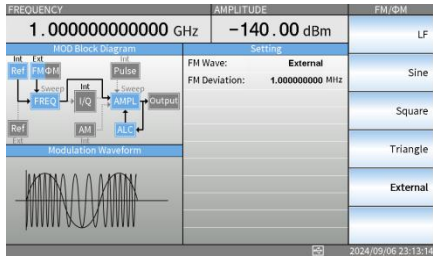 FREQUENCY
AMPLITUDE
FM/ΦM
1.000000000000 GHz
−140.00 dBm
LF
MOD Block Diagram
Setting
Int Ext Int
Ref FM ΦM Pulse
FM Wave: External
FM Deviation: 1.000000000 MHz
Sine
Sweep Int Sweep
FREQ I/Q AMPL Output
Square
Ref AM ALC
Ext Int
Triangle
Modulation Waveform
External
2024/09/06 23:13:14